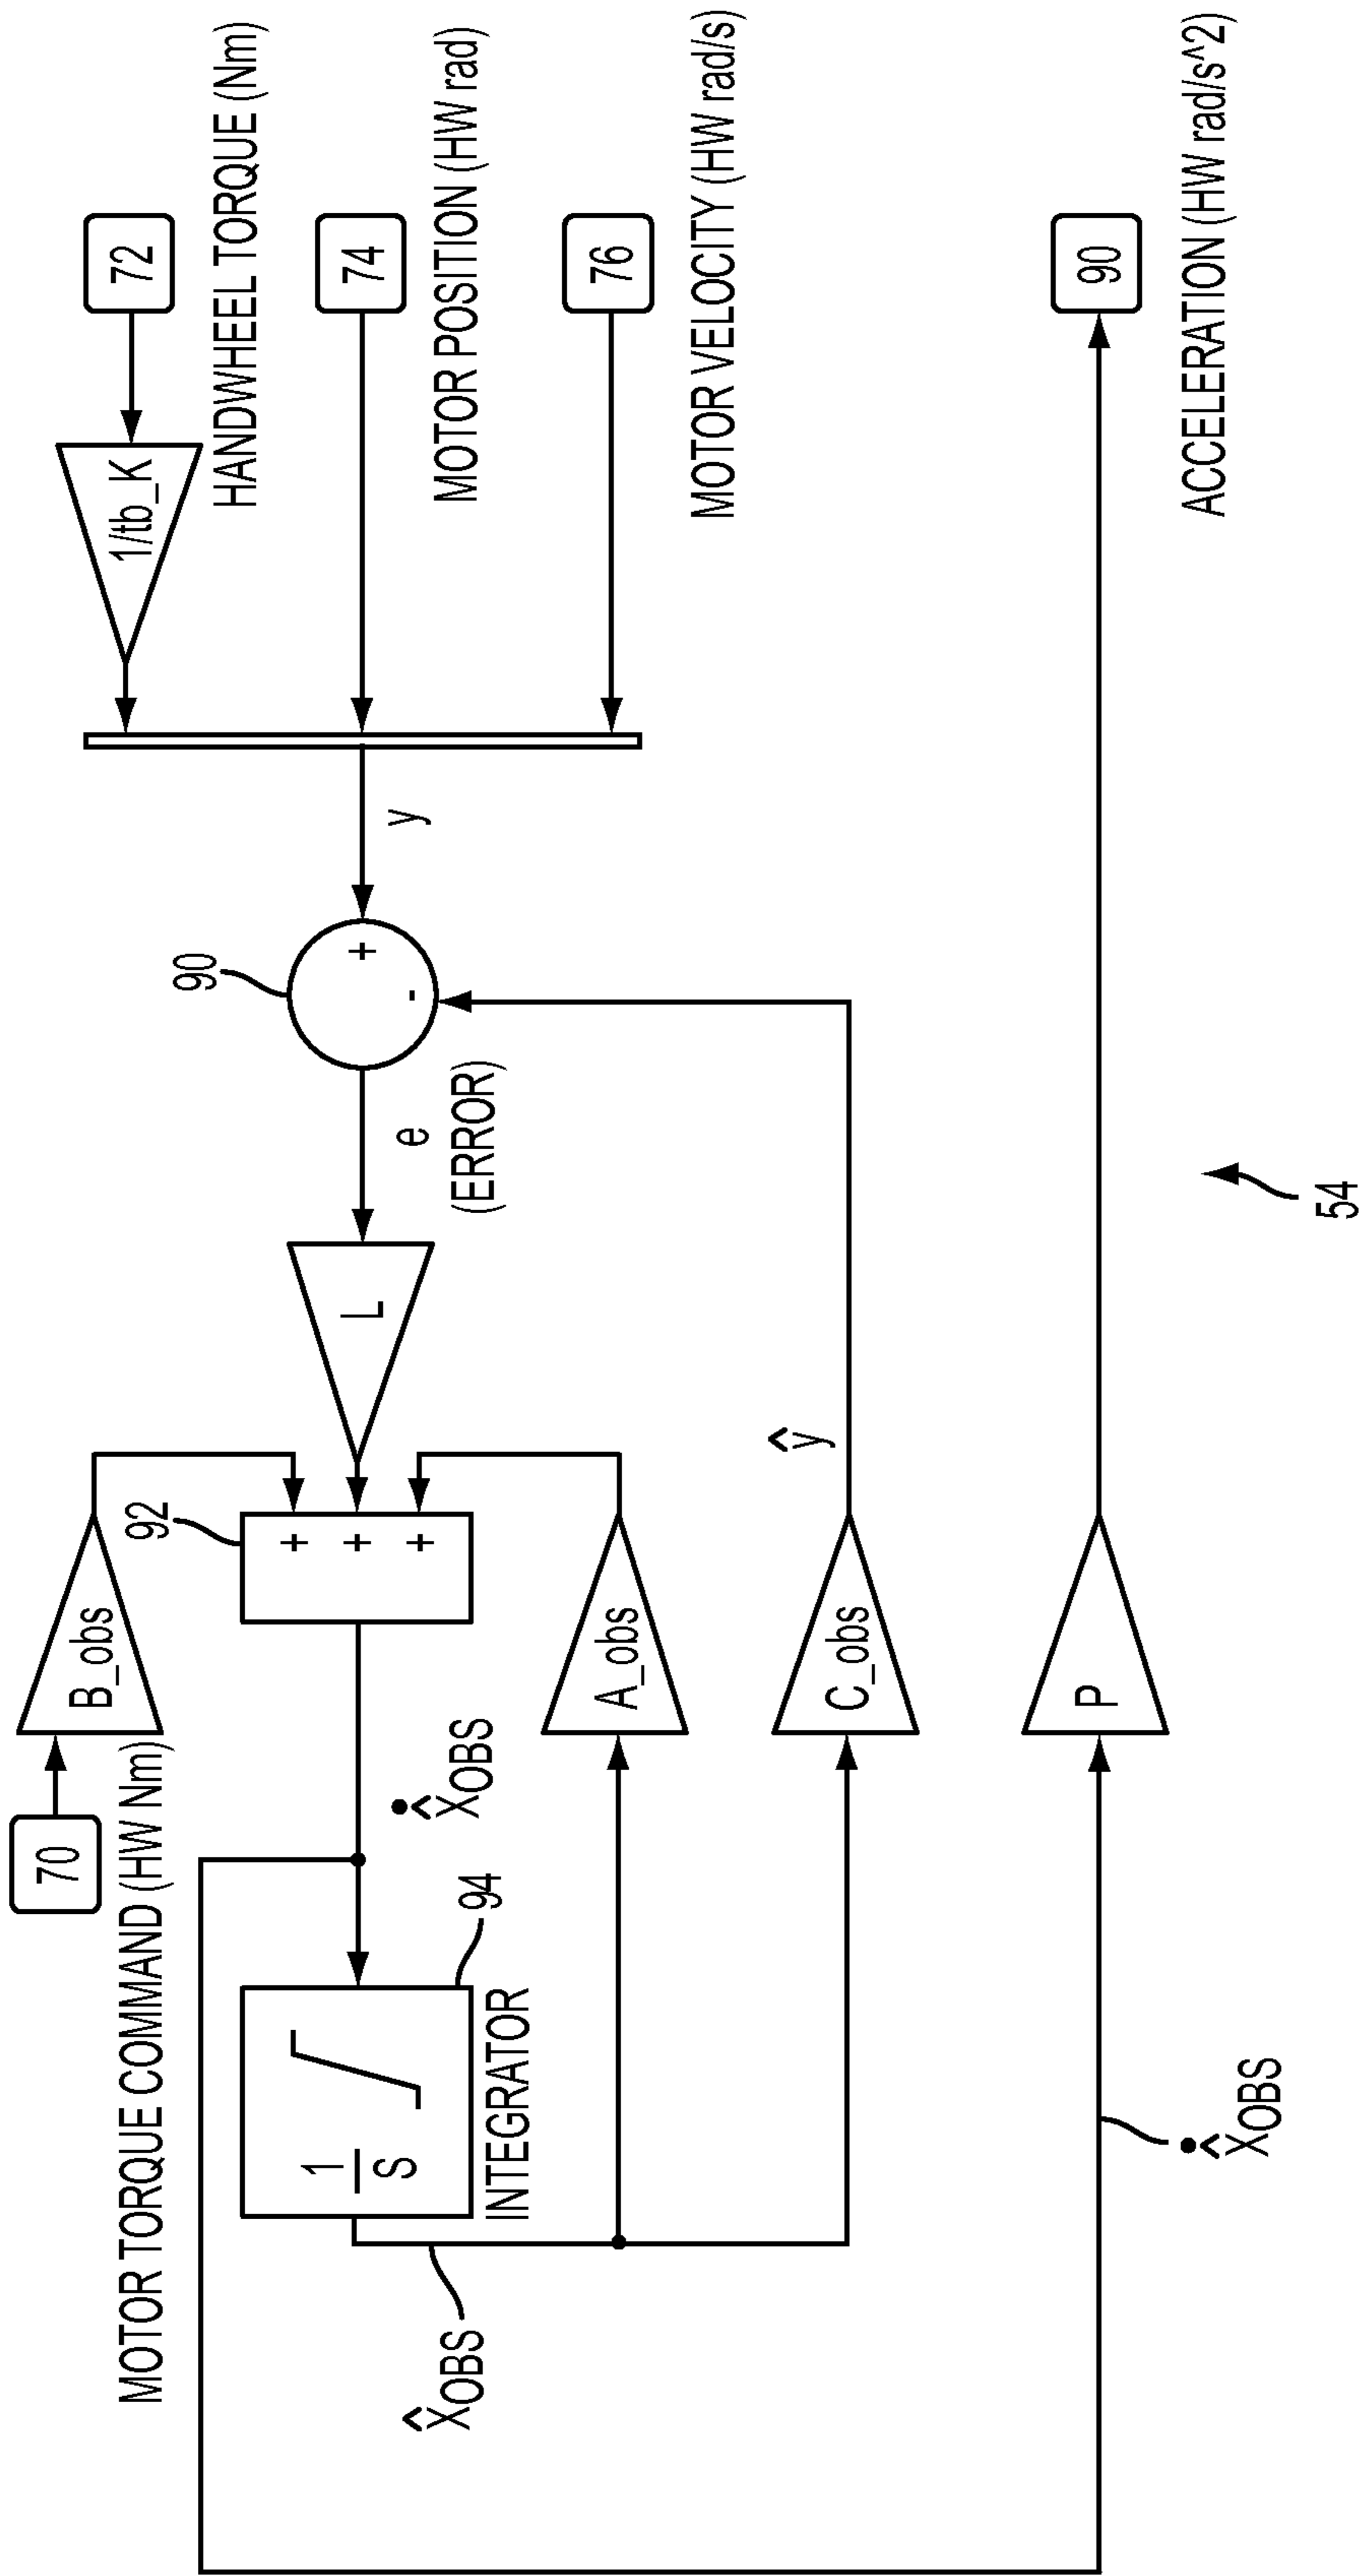 70
MOTOR TORQUE COMMAND (HW Nm)
B_obs
72
1/tb_K
HANDWHEEL TORQUE (Nm)
92
+
+
+
90
+
-
L
e
(ERROR)
y
74
MOTOR POSITION (HW rad)
1
S
INTEGRATOR
94
x̂̇OBS
x̂OBS
A_obs
76
MOTOR VELOCITY (HW rad/s)
C_obs
ŷ
P
90
ACCELERATION (HW rad/s^2)
x̂̇OBS
54